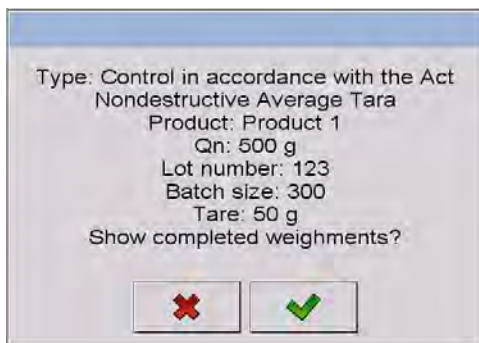 Type: Control in accordance with the Act
Nondestructive Average Tara
Product: Product 1
Qn: 500 g
Lot number: 123
Batch size: 300
Tare: 50 g
Show completed weighments?